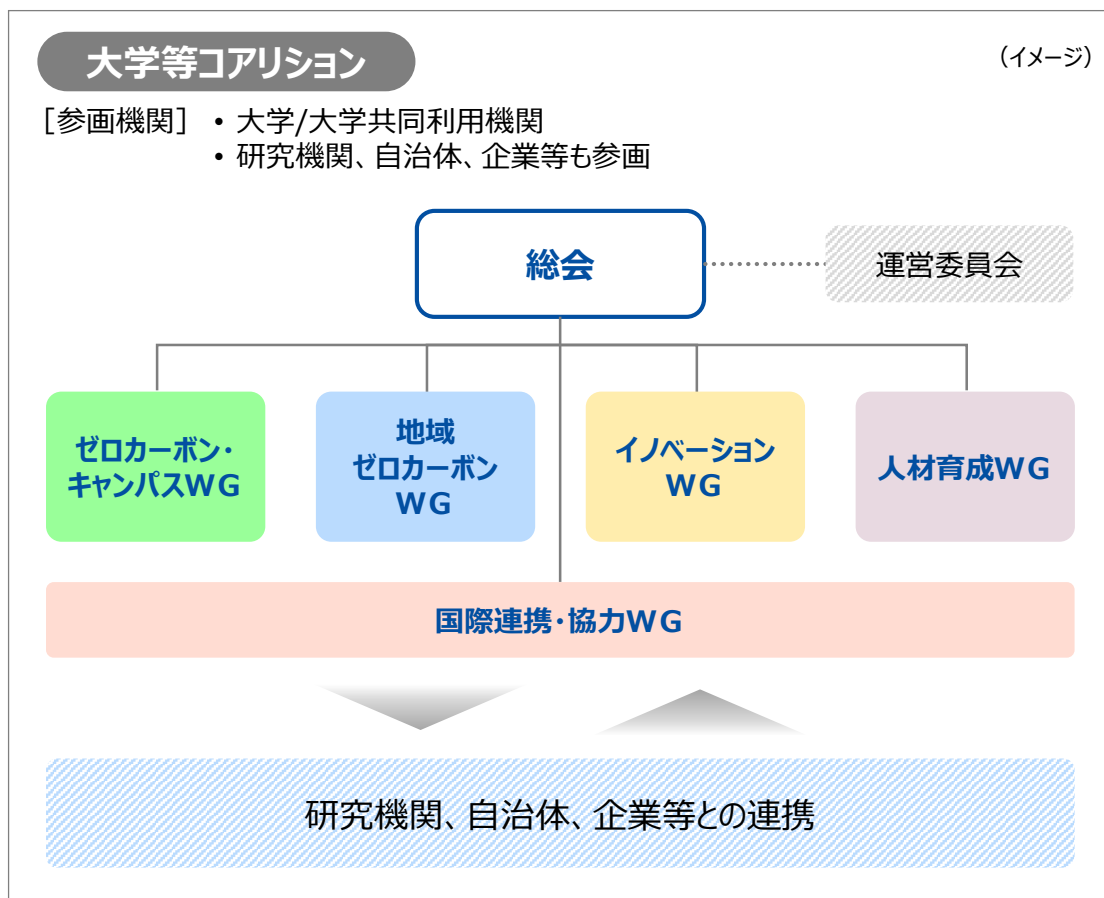 大学等コアリション
（イメージ）
［参画機関］ • 大学/大学共同利用機関
• 研究機関、自治体、企業等も参画
総会
運営委員会
ゼロカーボン・
キャンパスWG
地域
ゼロカーボン
WG
イノベーション
WG
人材育成WG
国際連携・協力WG
研究機関、自治体、企業等との連携